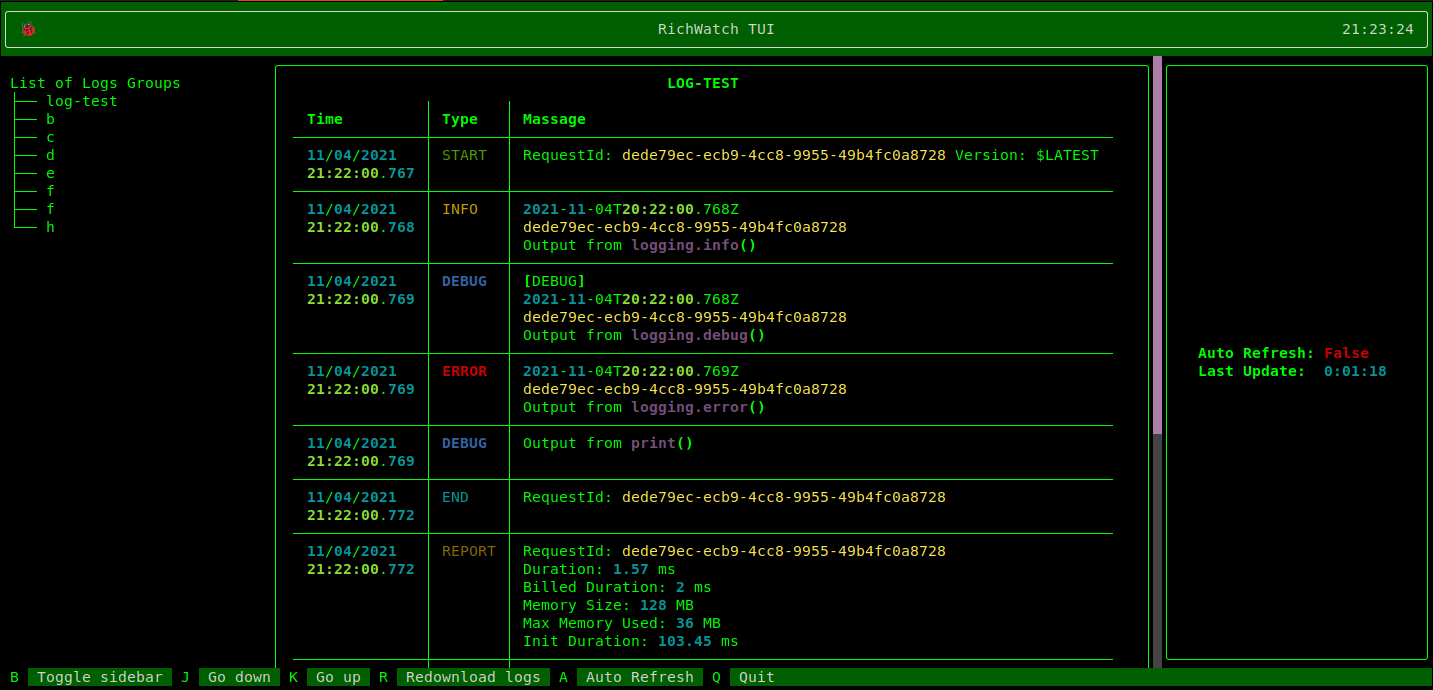 RichWatch TUI 21:23:24
List of Logs Groups
log-test
b
c
d
e
f
f
h
LOG-TEST
Time Type Massage
11/04/2021 START RequestId: dede79ec-ecb9-4cc8-9955-49b4fc0a8728 Version: $LATEST
21:22:00.767
11/04/2021 INFO 2021-11-04T20:22:00.768Z
21:22:00.768 dede79ec-ecb9-4cc8-9955-49b4fc0a8728
Output from logging.info()
11/04/2021 DEBUG [DEBUG]
21:22:00.769 2021-11-04T20:22:00.768Z
dede79ec-ecb9-4cc8-9955-49b4fc0a8728
Output from logging.debug()
11/04/2021 ERROR 2021-11-04T20:22:00.769Z
21:22:00.769 dede79ec-ecb9-4cc8-9955-49b4fc0a8728
Output from logging.error()
11/04/2021 DEBUG Output from print()
21:22:00.769
11/04/2021 END RequestId: dede79ec-ecb9-4cc8-9955-49b4fc0a8728
21:22:00.772
11/04/2021 REPORT RequestId: dede79ec-ecb9-4cc8-9955-49b4fc0a8728
21:22:00.772 Duration: 1.57 ms
Billed Duration: 2 ms
Memory Size: 128 MB
Max Memory Used: 36 MB
Init Duration: 103.45 ms
Auto Refresh: False
Last Update: 0:01:18
B Toggle sidebar J Go down K Go up R Redownload logs A Auto Refresh Q Quit